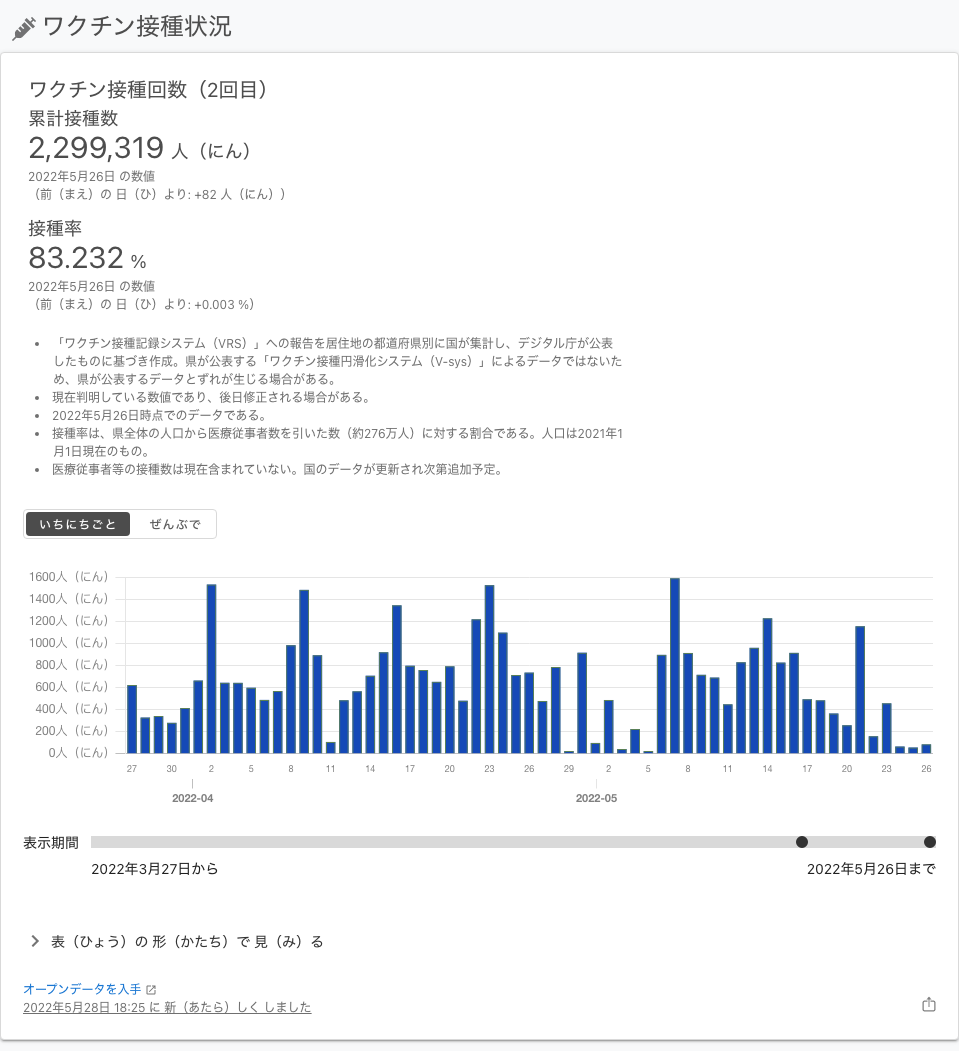 ワクチン接種状況
ワクチン接種回数（2回目）
累計接種数
2,299,319 人（にん）
2022年5月26日 の数値
（前（まえ）の 日（ひ）より: +82 人（にん））
接種率
83.232 %
2022年5月26日 の数値
（前（まえ）の 日（ひ）より: +0.003 %）
• 「ワクチン接種記録システム（VRS）」への報告を居住地の都道府県別に国が集計し、デジタル庁が公表
したものに基づき作成。県が公表する「ワクチン接種円滑化システム（V-sys）」によるデータではないた
め、県が公表するデータとずれが生じる場合がある。
• 現在判明している数値であり、後日修正される場合がある。
• 2022年5月26日時点でのデータである。
• 接種率は、県全体の人口から医療従事者数を引いた数（約276万人）に対する割合である。人口は2021年1
月1日現在のもの。
• 医療従事者等の接種数は現在含まれていない。国のデータが更新され次第追加予定。
いちにちごと ぜんぶで
1600人（にん）
1400人（にん）
1200人（にん）
1000人（にん）
800人（にん）
600人（にん）
400人（にん）
200人（にん）
0人（にん）
27 30 2 5 8 11 14 17 20 23 26 29 2 5 8 11 14 17 20 23 26
2022-04 2022-05
表示期間
2022年3月27日から 2022年5月26日まで
表（ひょう）の 形（かたち）で 見（み）る
オープンデータを入手
2022年5月28日 18:25 に 新（あたら）しく しました